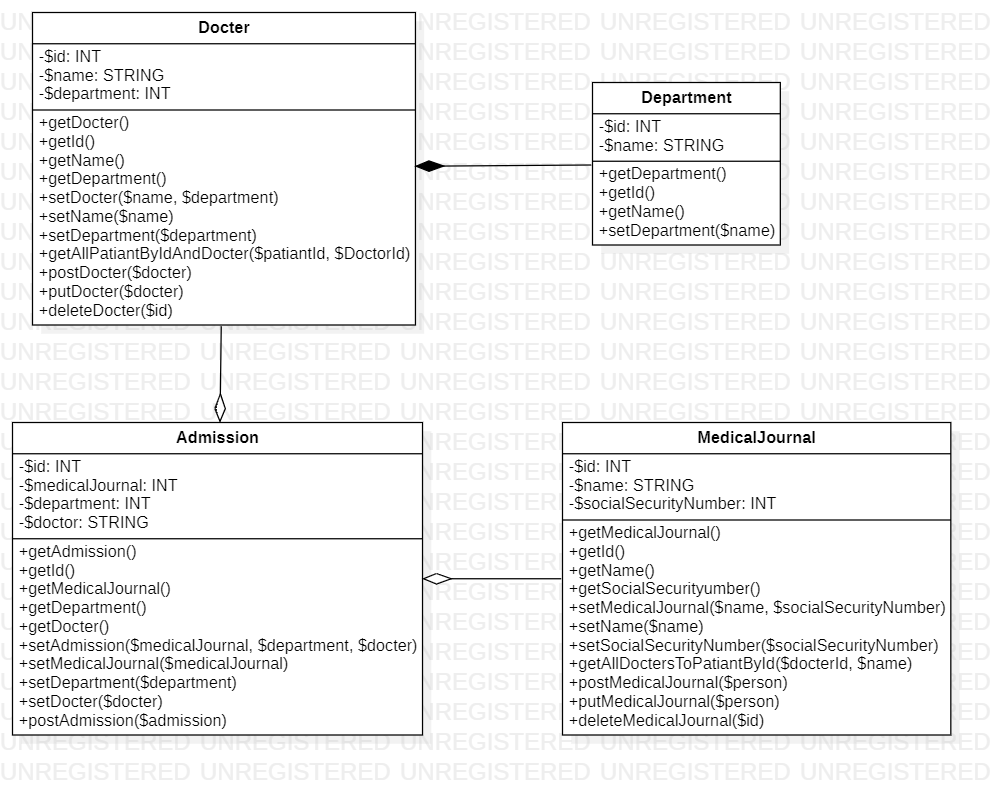 Docter
-$id: INT
-$name: STRING
-$department: INT
+getDocter()
+getId()
+getName()
+getDepartment()
+setDocter($name, $department)
+setName($name)
+setDepartment($department)
+getAllPatiantByIdAndDocter($patiantId, $DoctorId)
+postDocter($docter)
+putDocter($docter)
+deleteDocter($id)
Department
-$id: INT
-$name: STRING
+getDepartment()
+getId()
+getName()
+setDepartment($name)
Admission
-$id: INT
-$medicalJournal: INT
-$department: INT
-$doctor: STRING
+getAdmission()
+getId()
+getMedicalJournal()
+getDepartment()
+getDocter()
+setAdmission($medicalJournal, $department, $docter)
+setMedicalJournal($medicalJournal)
+setDepartment($department)
+setDocter($docter)
+postAdmission($admission)
MedicalJournal
-$id: INT
-$name: STRING
-$socialSecurityNumber: INT
+getMedicalJournal()
+getId()
+getName()
+getSocialSecurityumber()
+setMedicalJournal($name, $socialSecurityNumber)
+setName($name)
+setSocialSecurityNumber($socialSecurityNumber)
+getAllDoctersToPatiantById($docterId, $name)
+postMedicalJournal($person)
+putMedicalJournal($person)
+deleteMedicalJournal($id)
UNREGISTERED